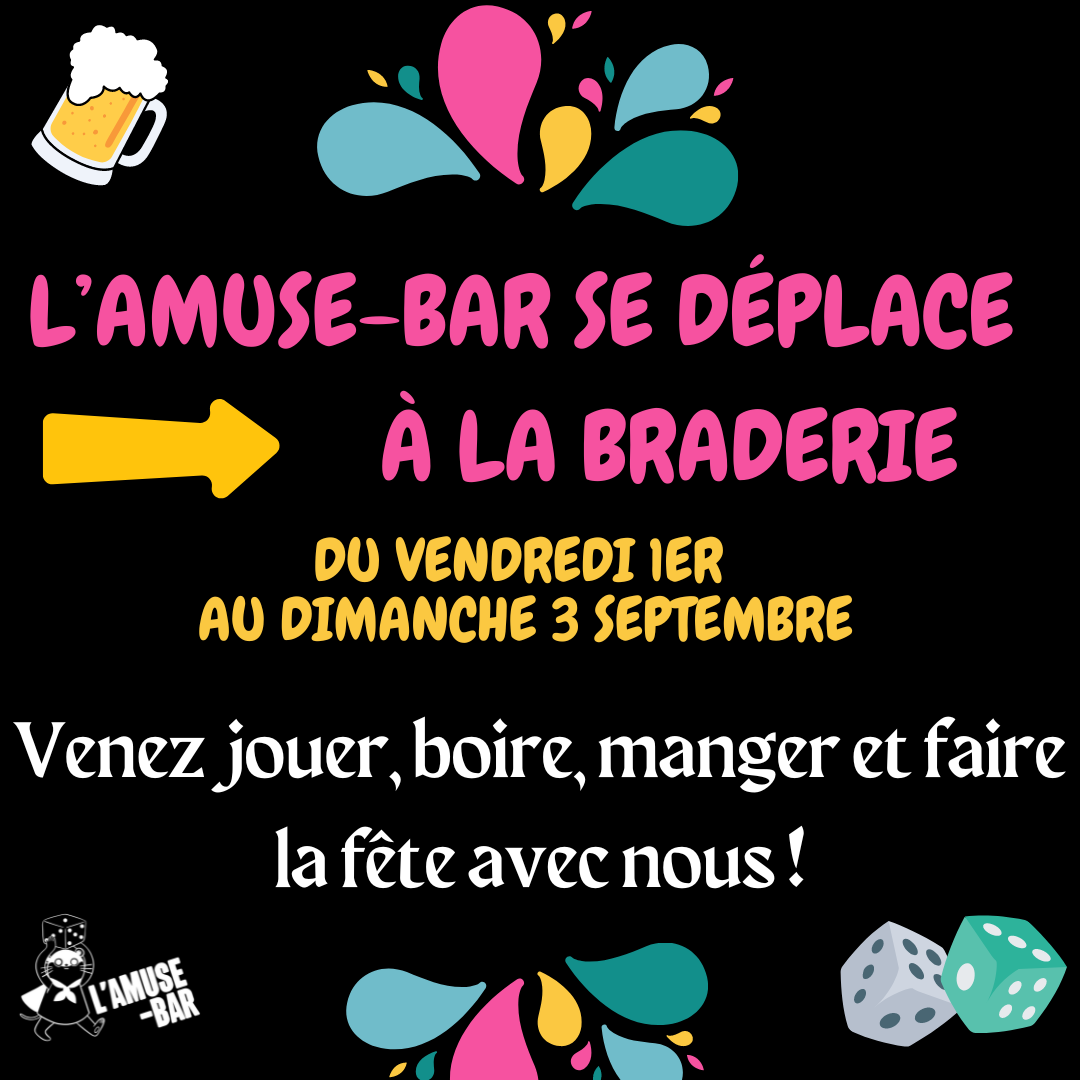 L'AMUSE-BAR SE DÉPLACE
À LA BRADERIE
DU VENDREDI 1ER
AU DIMANCHE 3 SEPTEMBRE
Venez jouer, boire, manger et faire
la fête avec nous !
L'AMUSE
-BAR